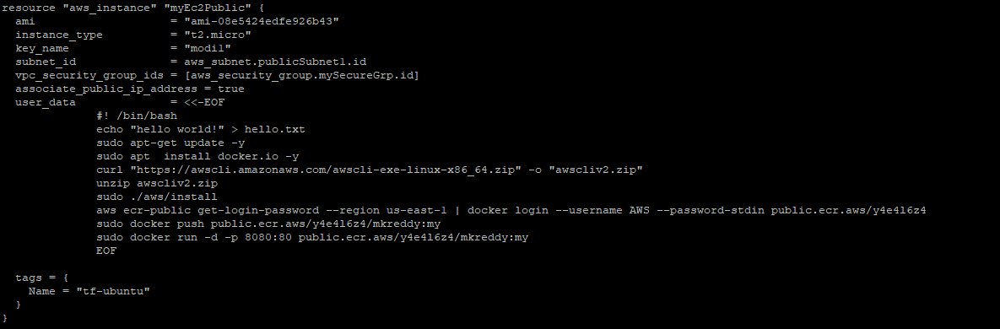 resource "aws_instance" "myEc2Public" {
  ami                         = "ami-08e5424edfe926b43"
  instance_type               = "t2.micro"
  key_name                    = "modi1"
  subnet_id                   = aws_subnet.publicSubnet1.id
  vpc_security_group_ids = [aws_security_group.mySecureGrp.id]
  associate_public_ip_address = true
  user_data                   = <<-EOF
              #! /bin/bash
              echo "hello world!" > hello.txt
              sudo apt-get update -y
              sudo apt  install docker.io -y
              curl "https://awscli.amazonaws.com/awscli-exe-linux-x86_64.zip" -o "awscliv2.zip"
              unzip awscliv2.zip
              sudo ./aws/install
              aws ecr-public get-login-password --region us-east-1 | docker login --username AWS --password-stdin public.ecr.aws/y4e4l6z4
              sudo docker push public.ecr.aws/y4e4l6z4/mkreddy:my
              sudo docker run -d -p 8080:80 public.ecr.aws/y4e4l6z4/mkreddy:my
              EOF

  tags = {
    Name = "tf-ubuntu"
  }
}